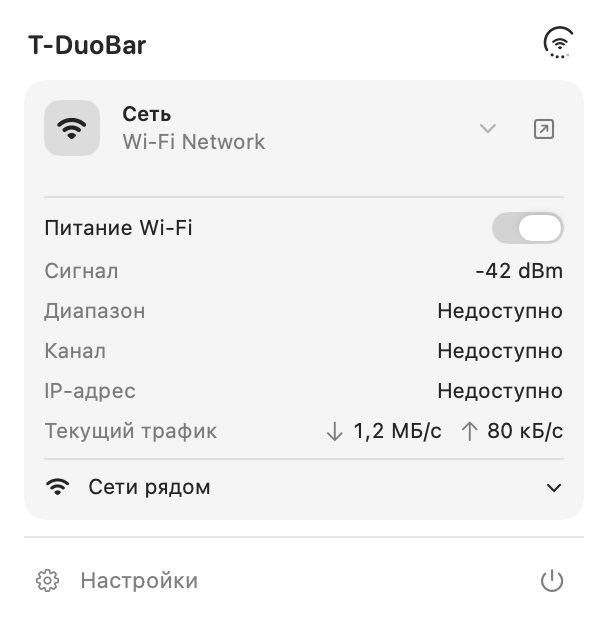 T-DuoBar
Сеть
Wi-Fi Network
Питание Wi-Fi
Сигнал -42 dBm
Диапазон Недоступно
Канал Недоступно
IP-адрес Недоступно
Текущий трафик ↓ 1,2 МБ/с ↑ 80 кБ/с
Сети рядом
Настройки